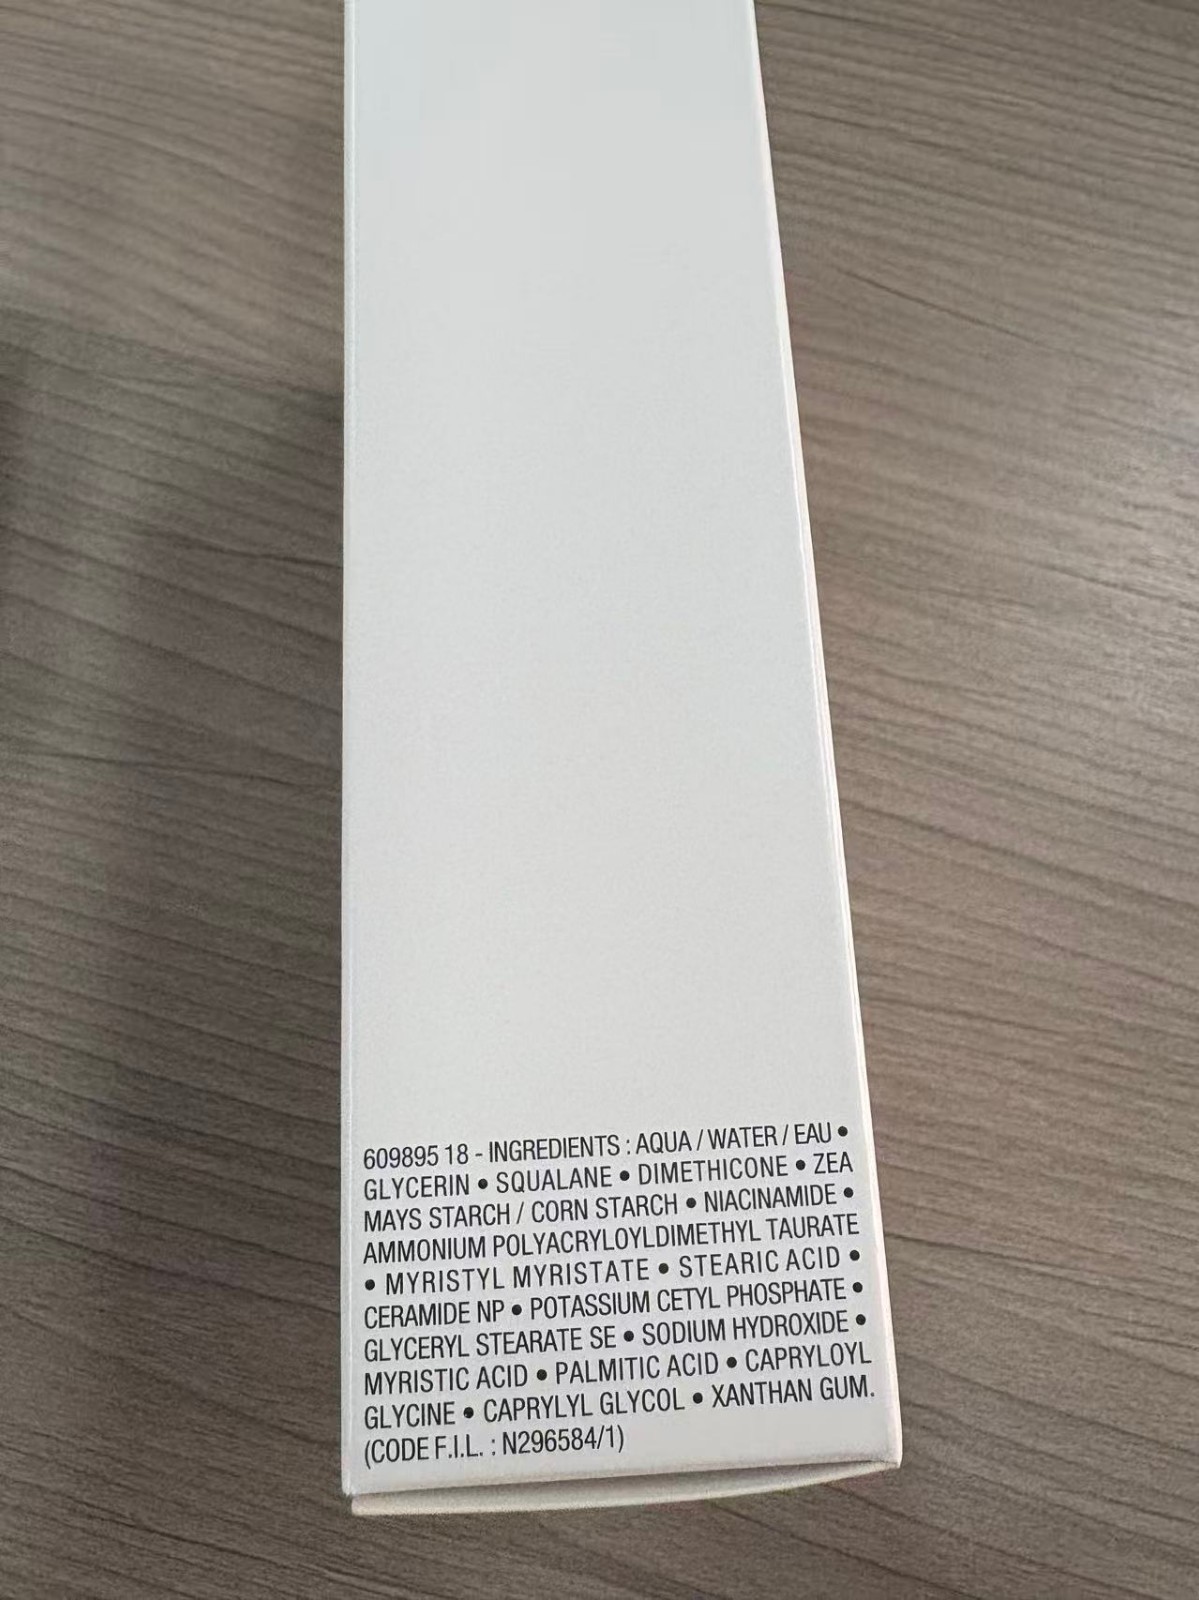 609895 18 - INGREDIENTS : AQUA / WATER / EAU •
GLYCERIN • SQUALANE • DIMETHICONE • ZEA
MAYS STARCH / CORN STARCH • NIACINAMIDE •
AMMONIUM POLYACRYLOYLDIMETHYL TAURATE
• MYRISTYL MYRISTATE • STEARIC ACID •
CERAMIDE NP • POTASSIUM CETYL PHOSPHATE •
GLYCERYL STEARATE SE • SODIUM HYDROXIDE •
MYRISTIC ACID • PALMITIC ACID • CAPRYLOYL
GLYCINE • CAPRYLYL GLYCOL • XANTHAN GUM.
(CODE F.I.L. : N296584/1)